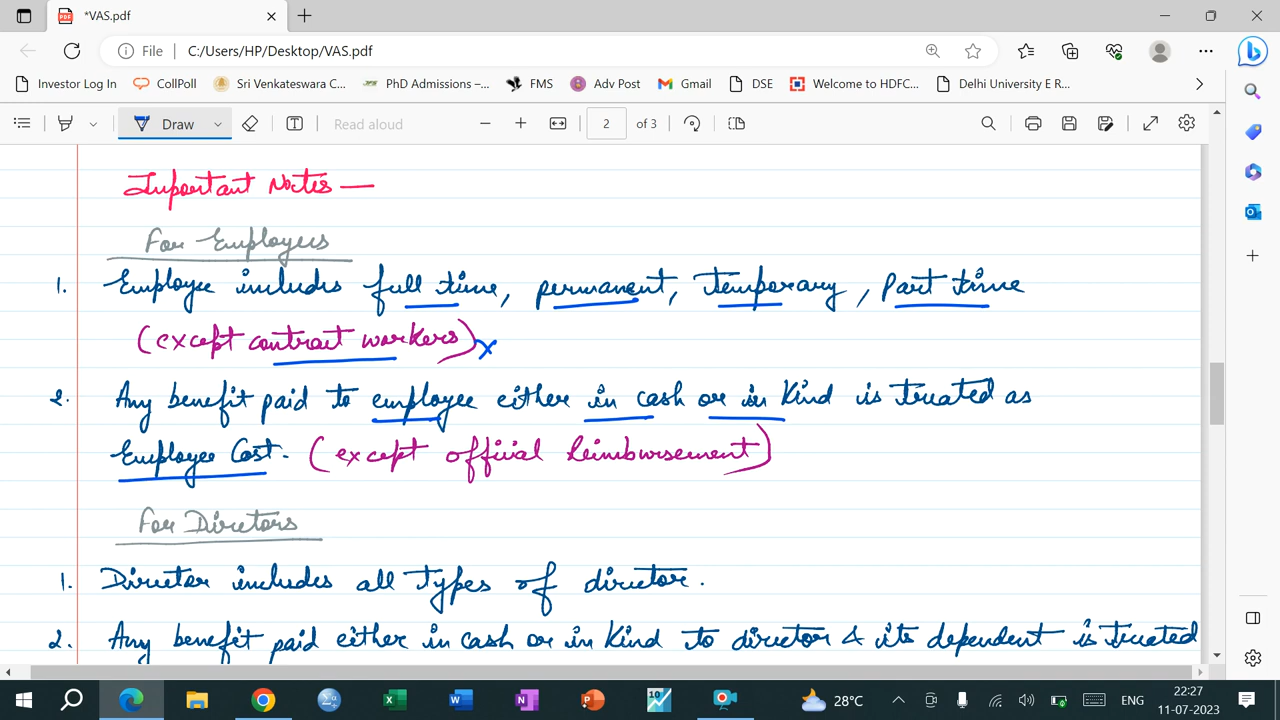 *VAS.pdf
File C:/Users/HP/Desktop/VAS.pdf
Investor Log In CollPoll Sri Venkateswara C... PhD Admissions –... FMS Adv Post Gmail DSE Welcome to HDFC... Delhi University E R...
Draw Read aloud 2 of 3
Important Notes —
For Employees
1. Employee includes full time, permanent, Temporary, Part time
(except contract workers) x
2. Any benefit paid to employee either in cash or in Kind is treated as
Employee Cost. (except official Reimbursement)
For Directors
1. Director includes all Types of director.
2. Any benefit paid either in cash or in Kind to director & its dependent is treated
28°C ENG 22:27
11-07-2023